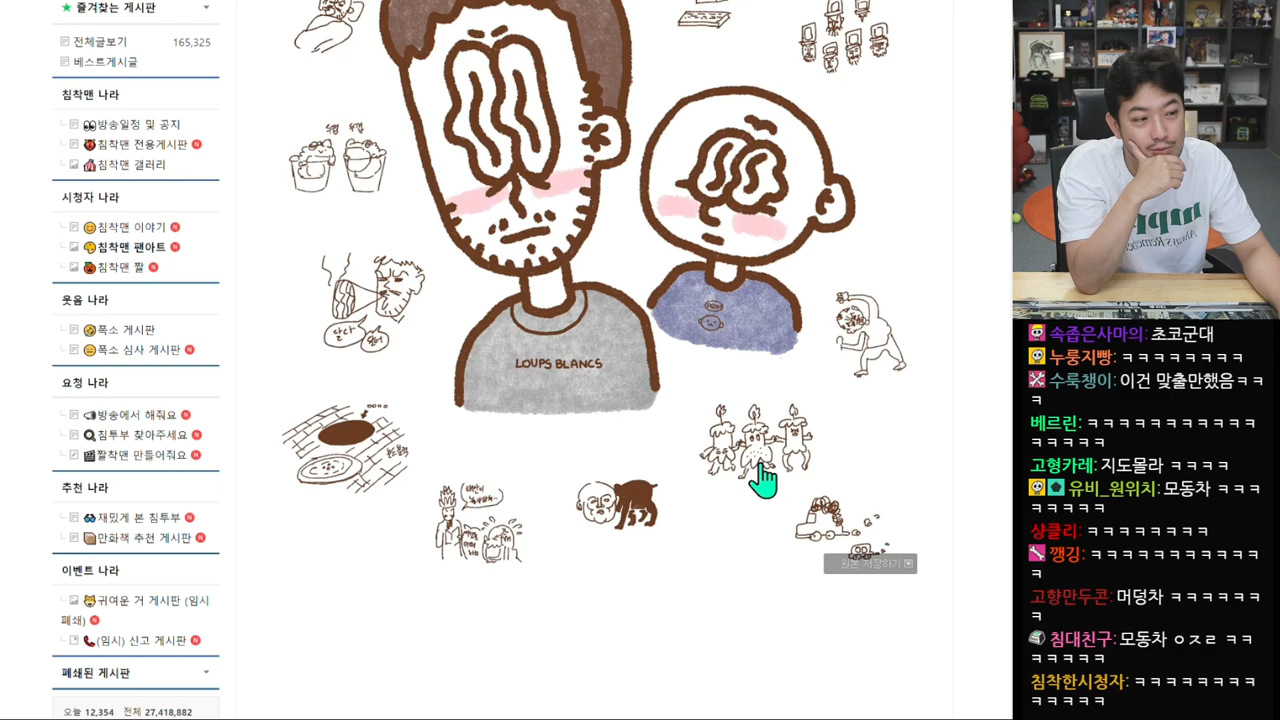 즐겨찾는 게시판
전체글보기 165,325
베스트게시글
침착맨 나라
방송일정 및 공지
침착맨 전용게시판 N
침착맨 갤러리
시청자 나라
침착맨 이야기 N
침착맨 팬아트 N
침착맨 짤 N
웃음 나라
폭소 게시판
폭소 심사 게시판 N
요청 나라
방송에서 해줘요 N
침투부 찾아주세요 N
짤착맨 만들어줘요 N
추천 나라
재밌게 본 침투부
만화책 추천 게시판 N
이벤트 나라
귀여운 거 게시판 (임시
폐쇄) N
(임시) 신고 게시판 N
폐쇄된 게시판
오늘 12,354 전체 27,418,882
LOUPS BLANCS
원본 저장하기
Always Remember
속좁은사마의: 초코군대
누룽지빵: ㅋㅋㅋㅋㅋㅋㅋㅋ
수룩챙이: 이건 맞출만했음ㅋㅋ
ㅋ
베르린: ㅋㅋㅋㅋㅋㅋㅋㅋㅋㅋㅋ
ㅋㅋㅋㅋㅋ
고형카레: 지도몰라 ㅋㅋㅋㅋ
유비_원위치: 모동차 ㅋㅋㅋ
ㅋㅋㅋㅋㅋ
샹클리: ㅋㅋㅋㅋㅋㅋㅋㅋ
깽깅: ㅋㅋㅋㅋㅋㅋㅋㅋㅋㅋㅋ
ㅋ
고향만두콘: 머덩차 ㅋㅋㅋㅋㅋㅋ
ㅋ
침대친구: 모동차 ㅇㅈㄹ ㅋㅋ
ㅋㅋㅋㅋㅋ
침착한시청자: ㅋㅋㅋㅋㅋㅋㅋㅋ
ㅋㅋㅋㅋㅋ